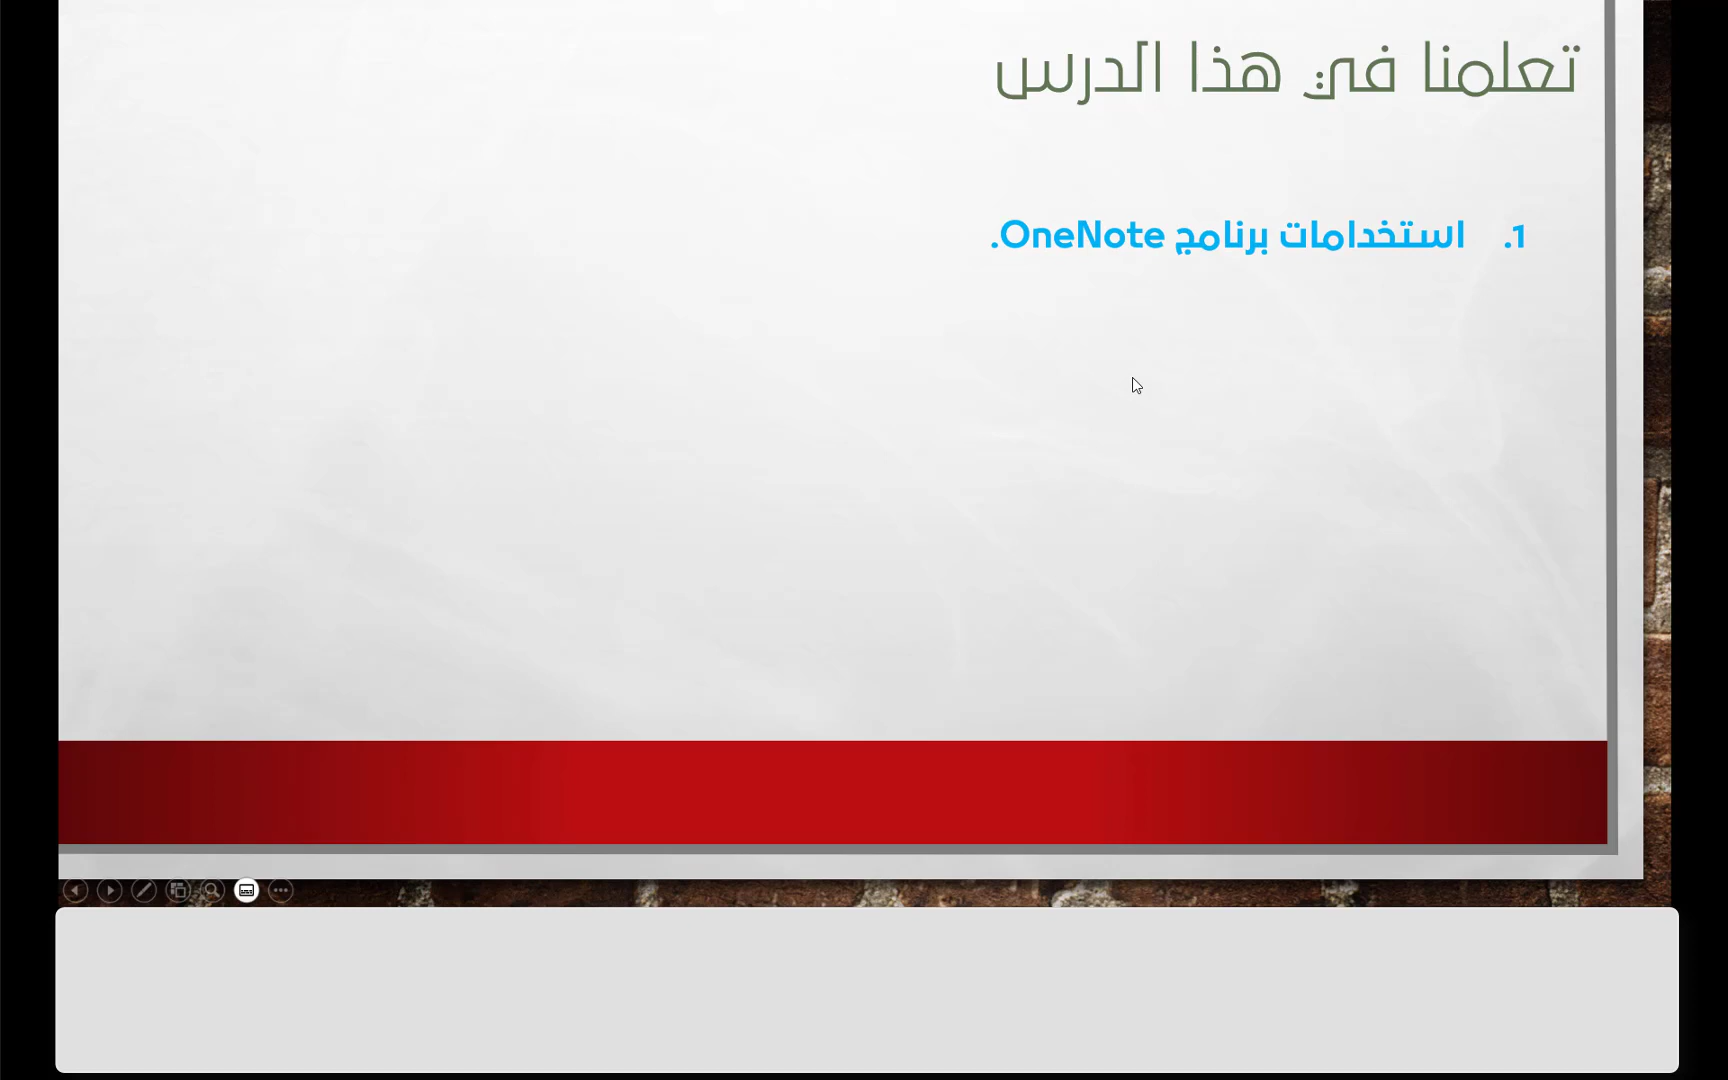 تعلمنا في هذا الدرس
1. استخدامات برنامج OneNote.